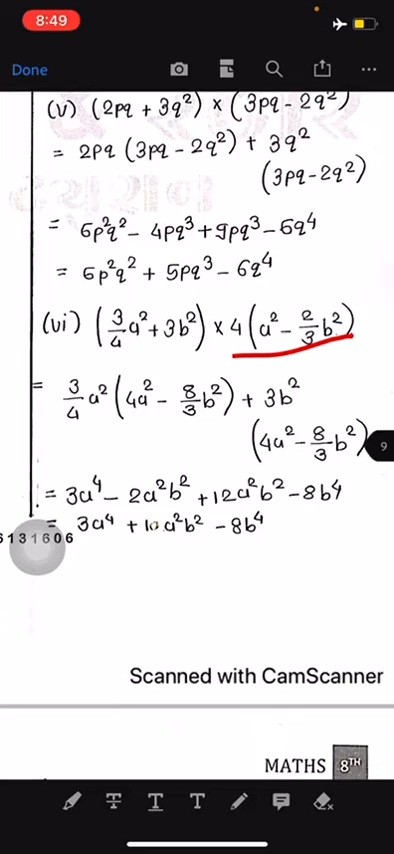 8:49
Done
(v) (2pq + 3q²) × (3pq - 2q²)
= 2pq (3pq - 2q²) + 3q²
(3pq - 2q²)
= 6p²q² - 4pq³ + 9pq³ - 6q⁴
= 6p²q² + 5pq³ - 6q⁴
(vi) (3/4 a² + 3b²) × 4 (a² - 2/3 b²)
= 3/4 a² (4a² - 8/3 b²) + 3b²
(4a² - 8/3 b²)
9
= 3a⁴ - 2a²b² + 12a²b² - 8b⁴
= 3a⁴ + 10a²b² - 8b⁴
6131606
Scanned with CamScanner
MATHS 8TH